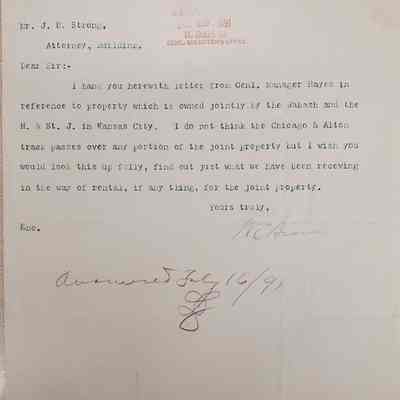 Mr. J. H. Strong,
Attorney, Building.
Dear Sir:-
I hand you herewith letter from Genl. Manager Hayes in
reference to property which is owned jointly by the Wabash and the
H. & St. J. in Kansas City. I do not think the Chicago & Alton
track passes over any portion of the joint property but I wish you
would look this up fully, find out just what we have been receving
in the way of rental, if any thing, for the joint property.
Yours truly,
Enc.
Answered July 16/91